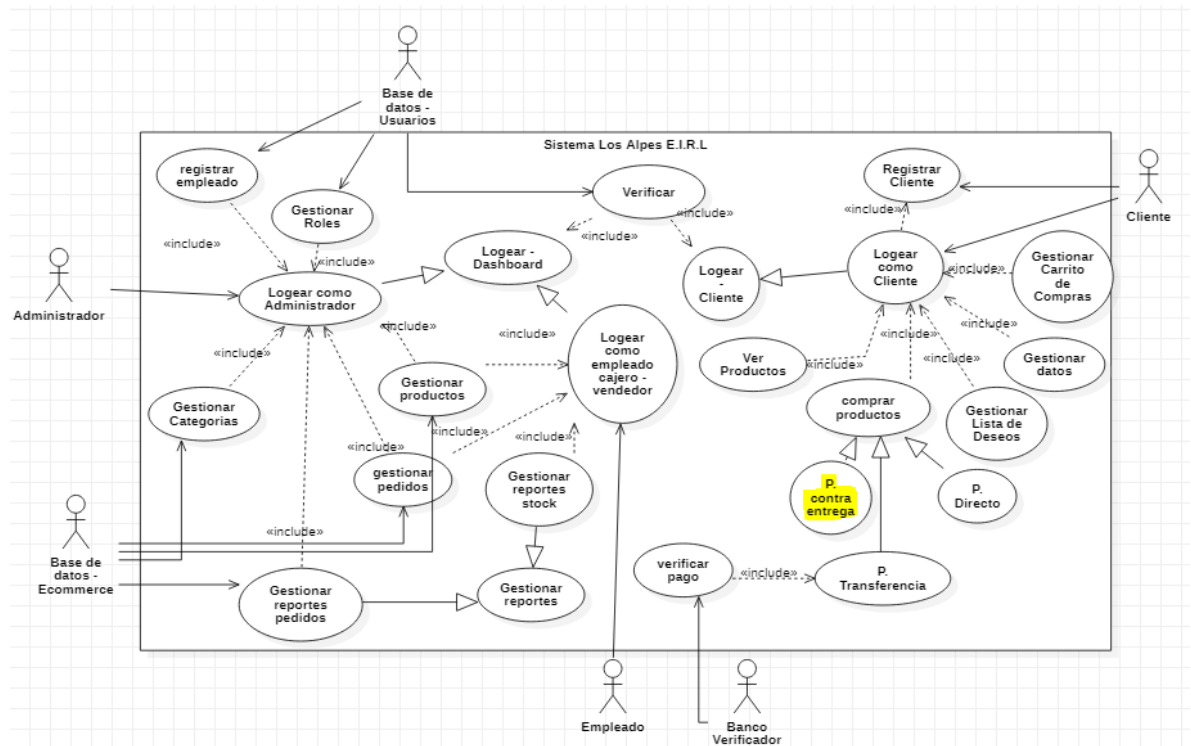 Base de
datos -
Usuarios
Sistema Los Alpes E.I.R.L
registrar
empleado
Verificar
Registrar
Cliente
Cliente
Gestionar
Roles
«include»
«include»
«include»
«include»
«include»
Logear -
Dashboard
Logear
-
Cliente
Logear
como
Cliente
«include»
Gestionar
Carrito
de
Compras
Administrador
Logear como
Administrador
«include»
«include»
«include»
Logear
como
empleado
cajero -
vendedor
«include»
«include»
«include»
«include»
Ver
Productos
Gestionar
datos
Gestionar
productos
Gestionar
Categorias
comprar
productos
Gestionar
Lista de
Deseos
«include»
«include»
«include»
gestionar
pedidos
Gestionar
reportes
stock
P.
contra
entrega
P.
Directo
«include»
Base de
datos -
Ecommerce
Gestionar
reportes
pedidos
Gestionar
reportes
verificar
pago
«include»
P.
Transferencia
Empleado
Banco
Verificador